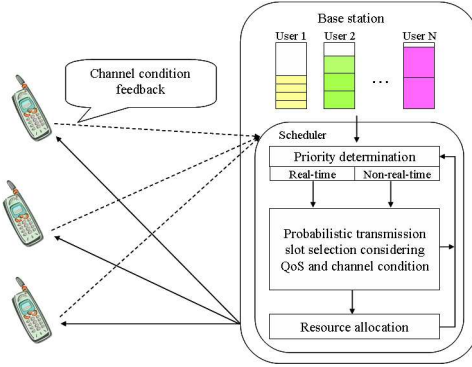 Base station
User 1 User 2 User N
...
Channel condition
feedback
Scheduler
Priority determination
Real-time Non-real-time
Probabilistic transmission
slot selection considering
QoS and channel condition
Resource allocation